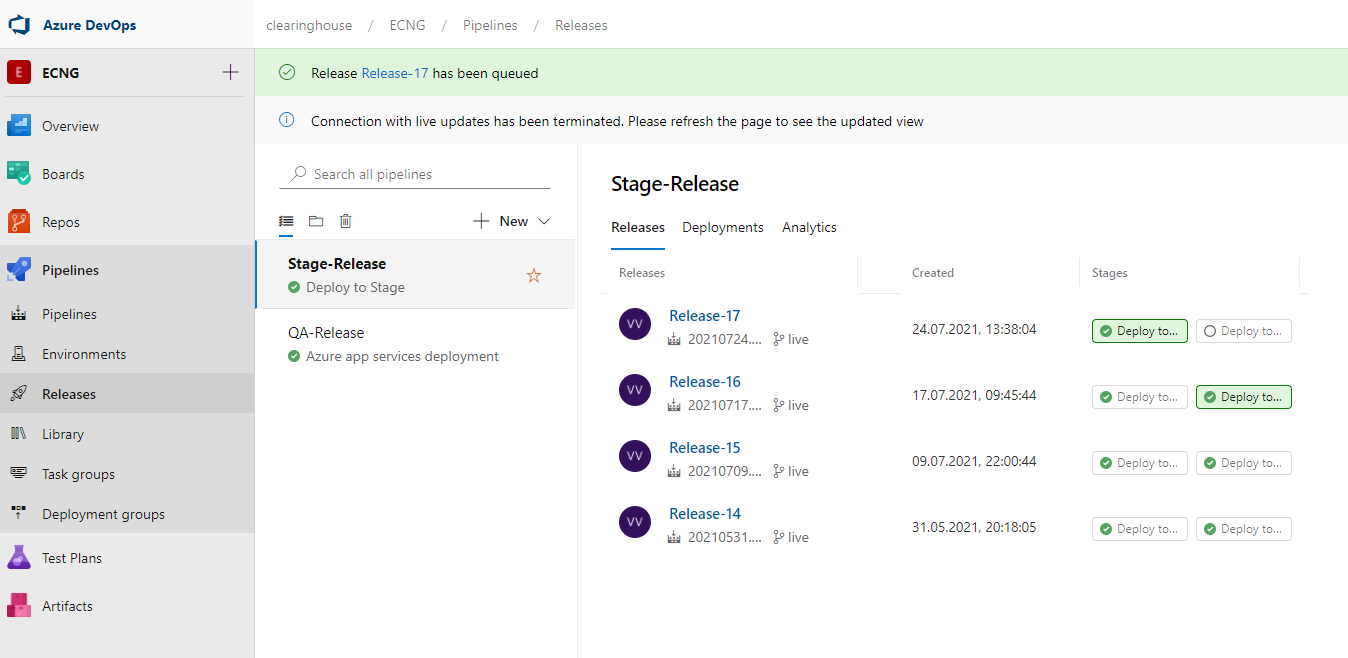 Azure DevOps
clearinghouse / ECNG / Pipelines / Releases
E ECNG
Release Release-17 has been queued
Connection with live updates has been terminated. Please refresh the page to see the updated view
Overview
Boards
Repos
Pipelines
Pipelines
Environments
Releases
Library
Task groups
Deployment groups
Test Plans
Artifacts
Search all pipelines
New
Stage-Release
Deploy to Stage
QA-Release
Azure app services deployment
Stage-Release
Releases Deployments Analytics
Releases Created Stages
VV Release-17 24.07.2021, 13:38:04 Deploy to... Deploy to...
20210724.... live
VV Release-16 17.07.2021, 09:45:44 Deploy to... Deploy to...
20210717.... live
VV Release-15 09.07.2021, 22:00:44 Deploy to... Deploy to...
20210709.... live
VV Release-14 31.05.2021, 20:18:05 Deploy to... Deploy to...
20210531.... live